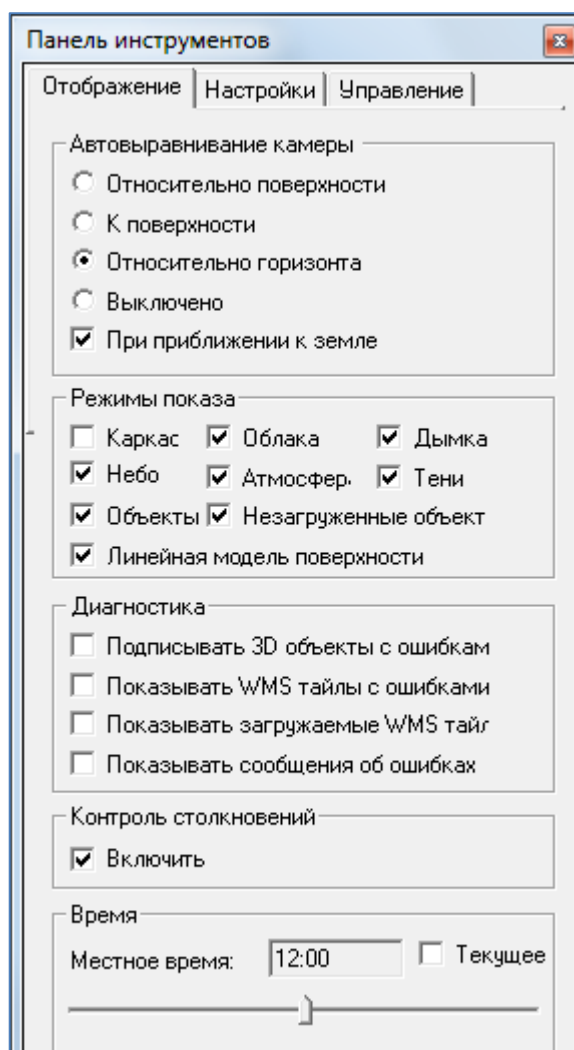 Панель инструментов
Отображение Настройки Управление
Автовыравнивание камеры
Относительно поверхности
К поверхности
Относительно горизонта
Выключено
При приближении к земле
Режимы показа
Каркас Облака Дымка
Небо Атмосфер. Тени
Объекты Незагруженные объект
Линейная модель поверхности
Диагностика
Подписывать 3D объекты с ошибкам
Показывать WMS тайлы с ошибками
Показывать загружаемые WMS тайл
Показывать сообщения об ошибках
Контроль столкновений
Включить
Время
Местное время: 12:00 Текущее